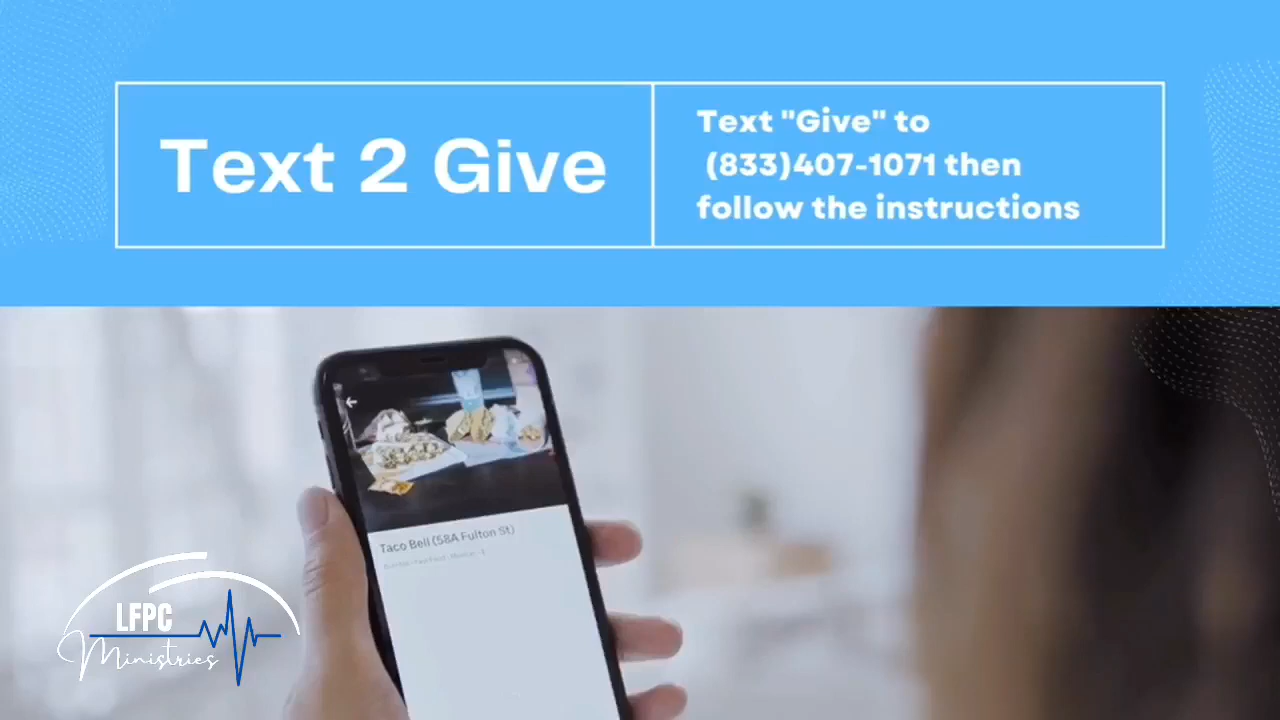 Text 2 Give
Text "Give" to
(833)407-1071 then
follow the instructions
Taco Bell (58A Fulton St)
LFPC
Ministries